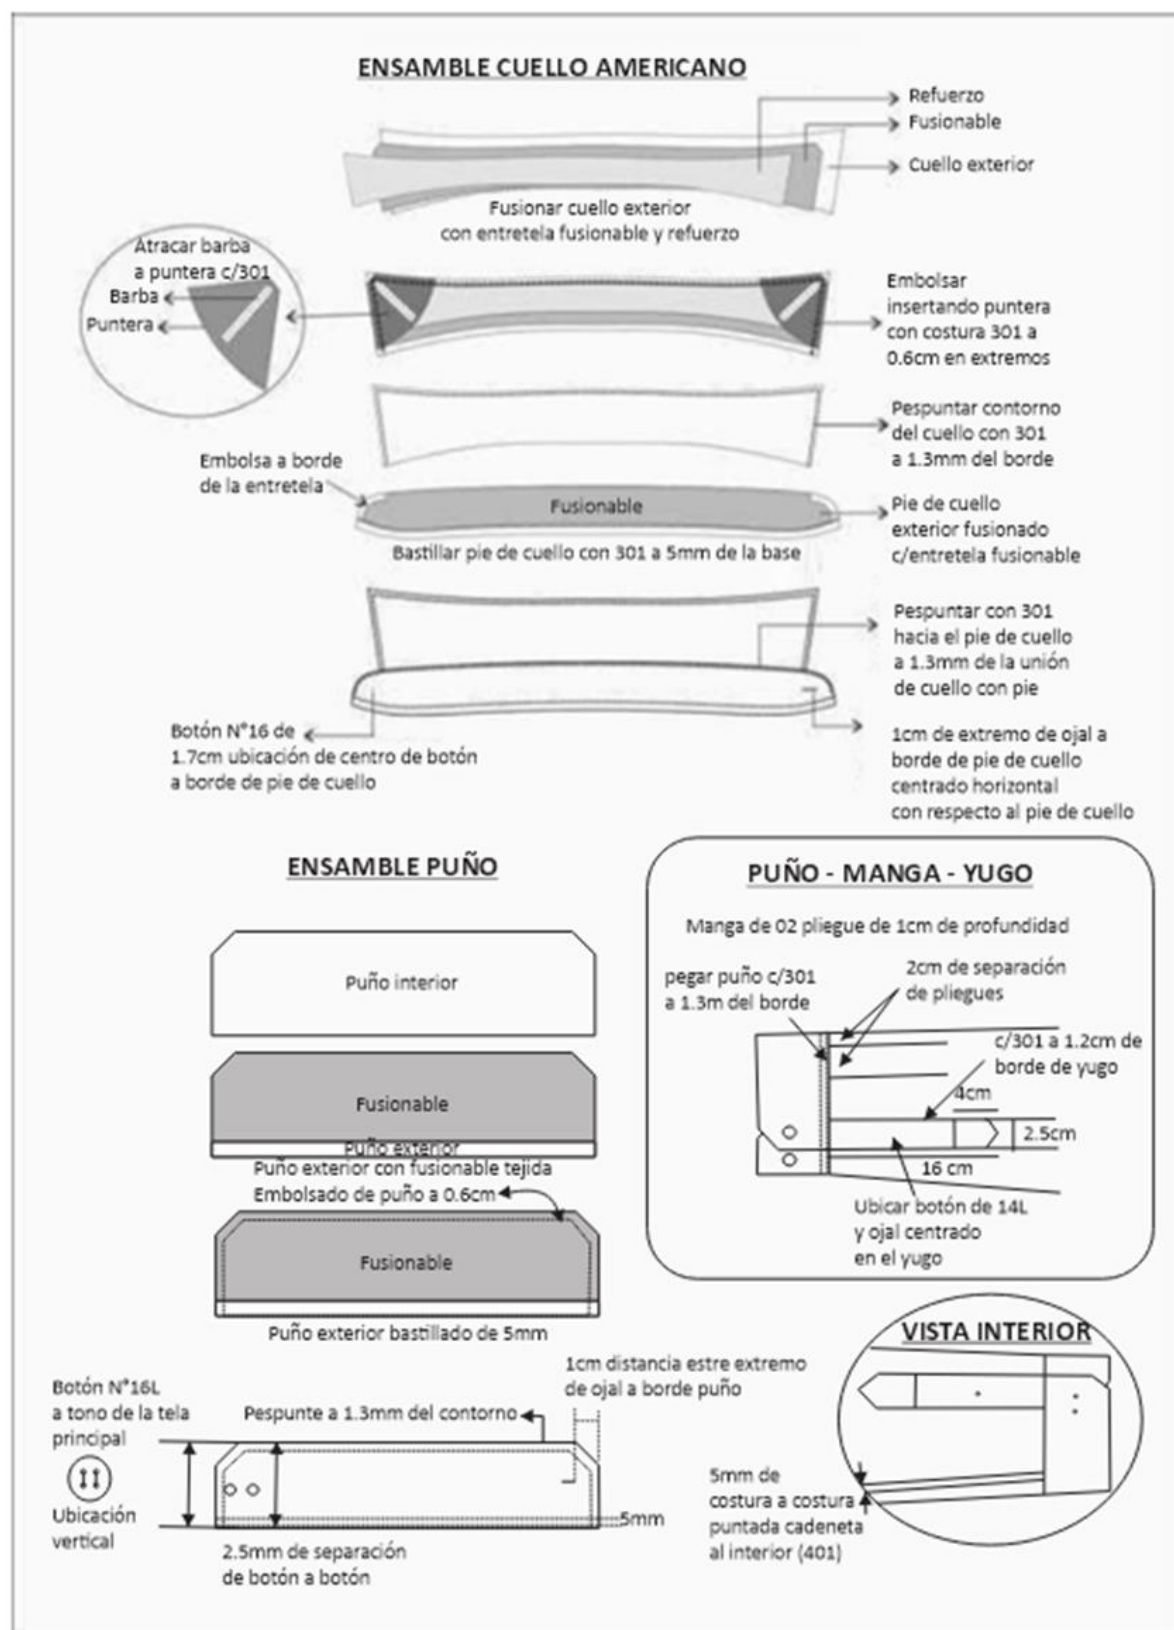 ENSAMBLE CUELLO AMERICANO
Refuerzo
Fusionable
Cuello exterior
Fusionar cuello exterior
con entretela fusionable y refuerzo
Atracar barba
a puntera c/301
Barba
Puntera
Embolsar
insertando puntera
con costura 301 a
0.6cm en extremos
Pespuntar contorno
del cuello con 301
a 1.3mm del borde
Embolsa a borde
de la entretela
Fusionable
Pie de cuello
exterior fusionado
c/entretela fusionable
Bastillar pie de cuello con 301 a 5mm de la base
Pespuntar con 301
hacia el pie de cuello
a 1.3mm de la unión
de cuello con pie
Botón N°16 de
1.7cm ubicación de centro de botón
a borde de pie de cuello
1cm de extremo de ojal a
borde de pie de cuello
centrado horizontal
con respecto al pie de cuello
ENSAMBLE PUÑO
Puño interior
Fusionable
Puño exterior
Puño exterior con fusionable tejida
Embolsado de puño a 0.6cm
Fusionable
Puño exterior bastillado de 5mm
PUÑO - MANGA - YUGO
Manga de 02 pliegue de 1cm de profundidad
pegar puño c/301
a 1.3m del borde
2cm de separación
de pliegues
c/301 a 1.2cm de
borde de yugo
4cm
2.5cm
16 cm
Ubicar botón de 14L
y ojal centrado
en el yugo
1cm distancia estre extremo
de ojal a borde puño
Botón N°16L
a tono de la tela
principal
Pespunte a 1.3mm del contorno
Ubicación
vertical
5mm
2.5mm de separación
de botón a botón
VISTA INTERIOR
5mm de
costura a costura
puntada cadeneta
al interior (401)